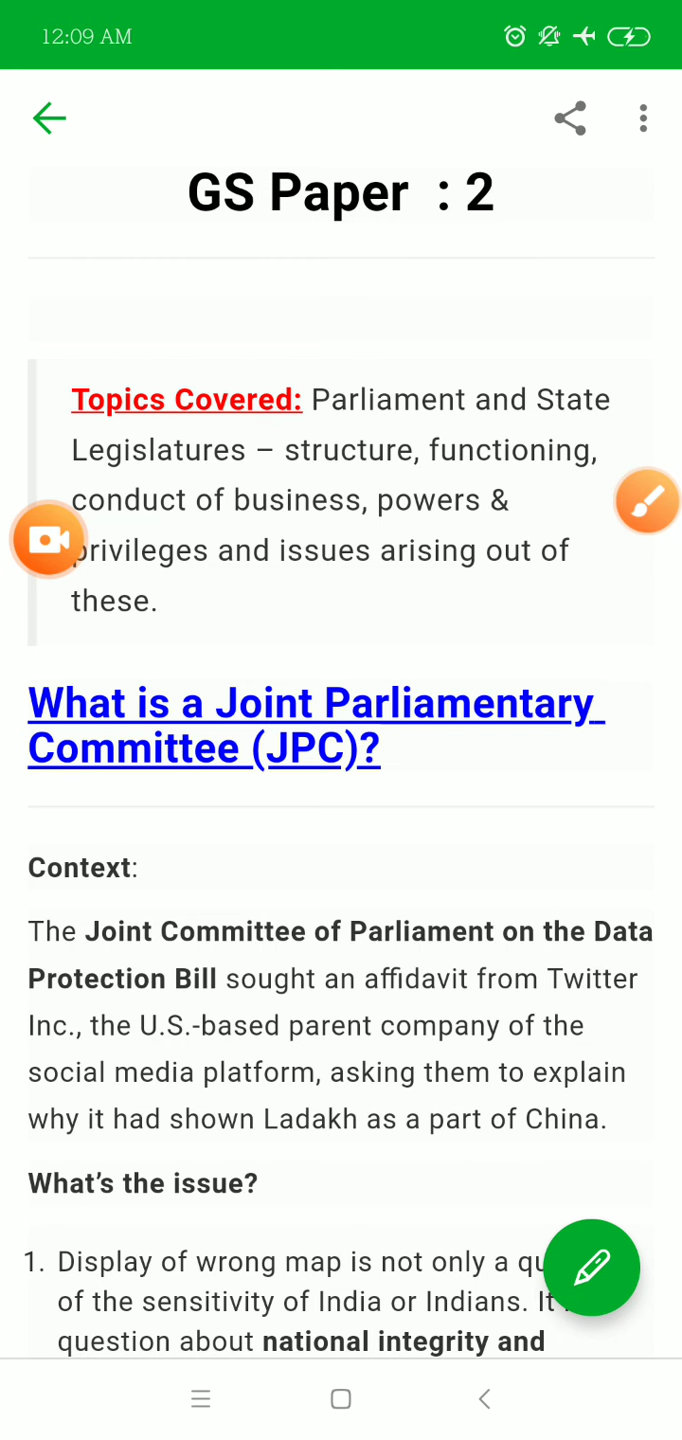 12:09 AM
GS Paper : 2
Topics Covered: Parliament and State
Legislatures – structure, functioning,
conduct of business, powers &
privileges and issues arising out of
these.
What is a Joint Parliamentary
Committee (JPC)?
Context:
The Joint Committee of Parliament on the Data
Protection Bill sought an affidavit from Twitter
Inc., the U.S.-based parent company of the
social media platform, asking them to explain
why it had shown Ladakh as a part of China.
What’s the issue?
1. Display of wrong map is not only a
of the sensitivity of India or Indians. It
question about national integrity and